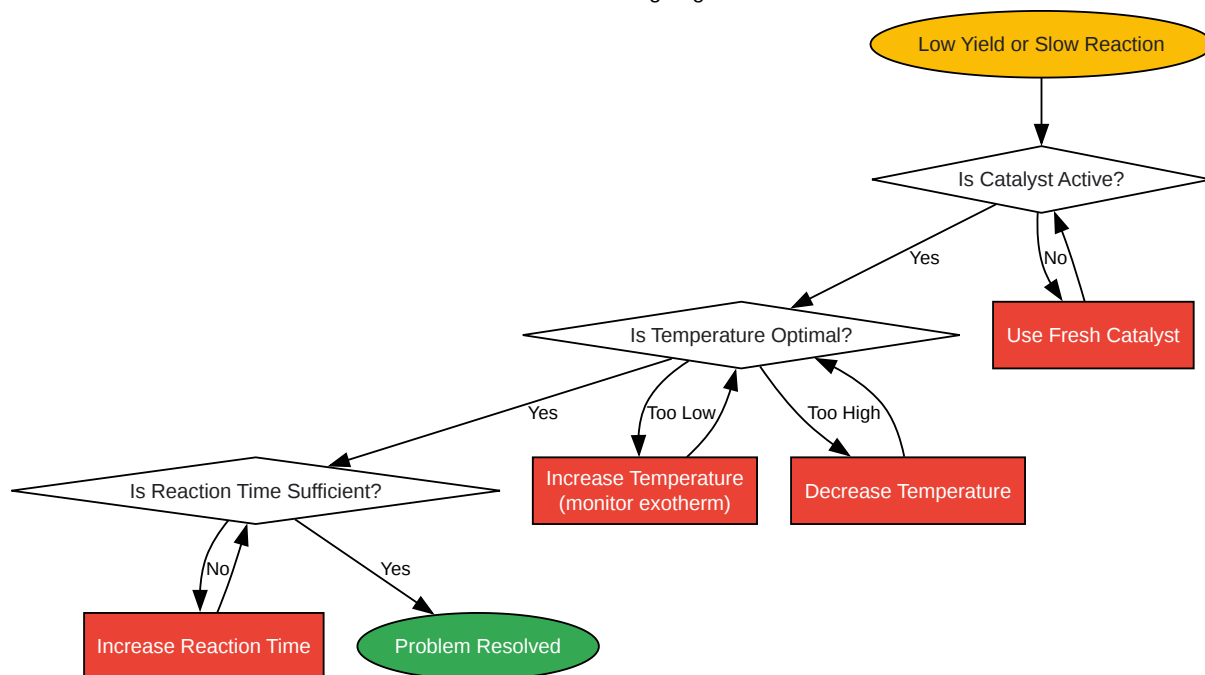 Low Yield or Slow Reaction
Is Catalyst Active?
Yes
No
Is Temperature Optimal?
Use Fresh Catalyst
Yes
Too Low
Too High
Is Reaction Time Sufficient?
Increase Temperature
(monitor exotherm)
Decrease Temperature
No
Yes
Increase Reaction Time
Problem Resolved